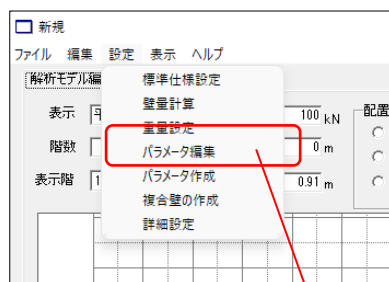 新規
ファイル 編集 設定 表示 ヘルプ
解析モデル編
標準仕様設定
壁量計算
重量設定
パラメータ編集
パラメータ作成
複合壁の作成
詳細設定
表示 平
階数
表示階 1
100 kN
0 m
0.91 m
配置